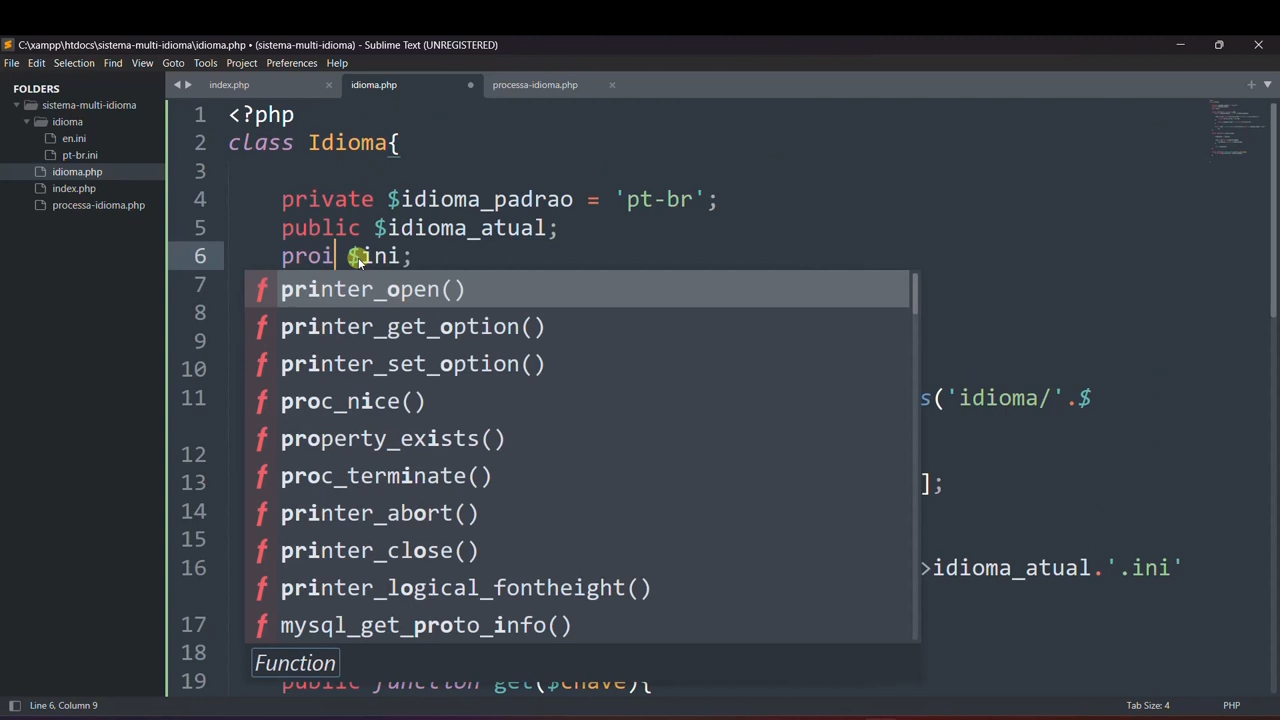 C:\xampp\htdocs\sistema-multi-idioma\idioma.php • (sistema-multi-idioma) - Sublime Text (UNREGISTERED)
File Edit Selection Find View Goto Tools Project Preferences Help
FOLDERS
sistema-multi-idioma
idioma
en.ini
pt-br.ini
idioma.php
index.php
processa-idioma.php
index.php idioma.php processa-idioma.php
1 <?php
2 class Idioma{
3
4 private $idioma_padrao = 'pt-br';
5 public $idioma_atual;
6 proi $ini;
7 printer_open()
8 printer_get_option()
9 printer_set_option()
10
11 s('idioma/'.$
proc_nice()
property_exists()
12
13 proc_terminate() ];
14 printer_abort()
15 printer_close()
16 printer_logical_fontheight() >idioma_atual.'.ini'
17 mysql_get_proto_info()
18 Function
19 public function get($chave){
Line 6, Column 9 Tab Size: 4 PHP